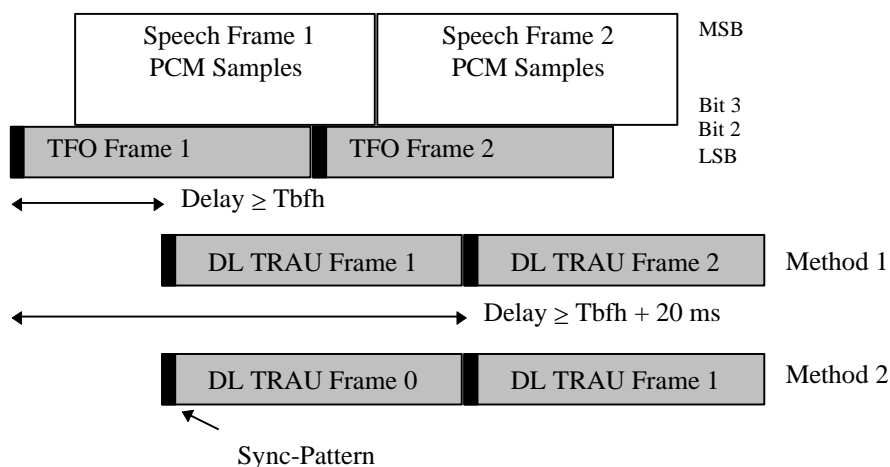 Speech Frame 1
PCM Samples
Speech Frame 2
PCM Samples
MSB
Bit 3
Bit 2
LSB
TFO Frame 1
TFO Frame 2
Delay ≥ Tbfh
DL TRAU Frame 1
DL TRAU Frame 2
Method 1
Delay ≥ Tbfh + 20 ms
DL TRAU Frame 0
DL TRAU Frame 1
Method 2
Sync-Pattern